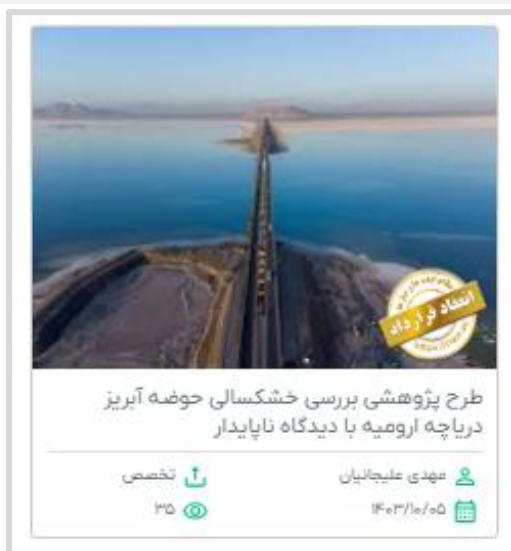 انعقاد قرارداد
طرح پژوهشی بررسی خشکسالی حوضه آبریز
دریاچه ارومیه با دیدگاه ناپایدار
مهدی علیجانیان
تخصص
۱۴۰۳/۱۰/۰۵
۳۵